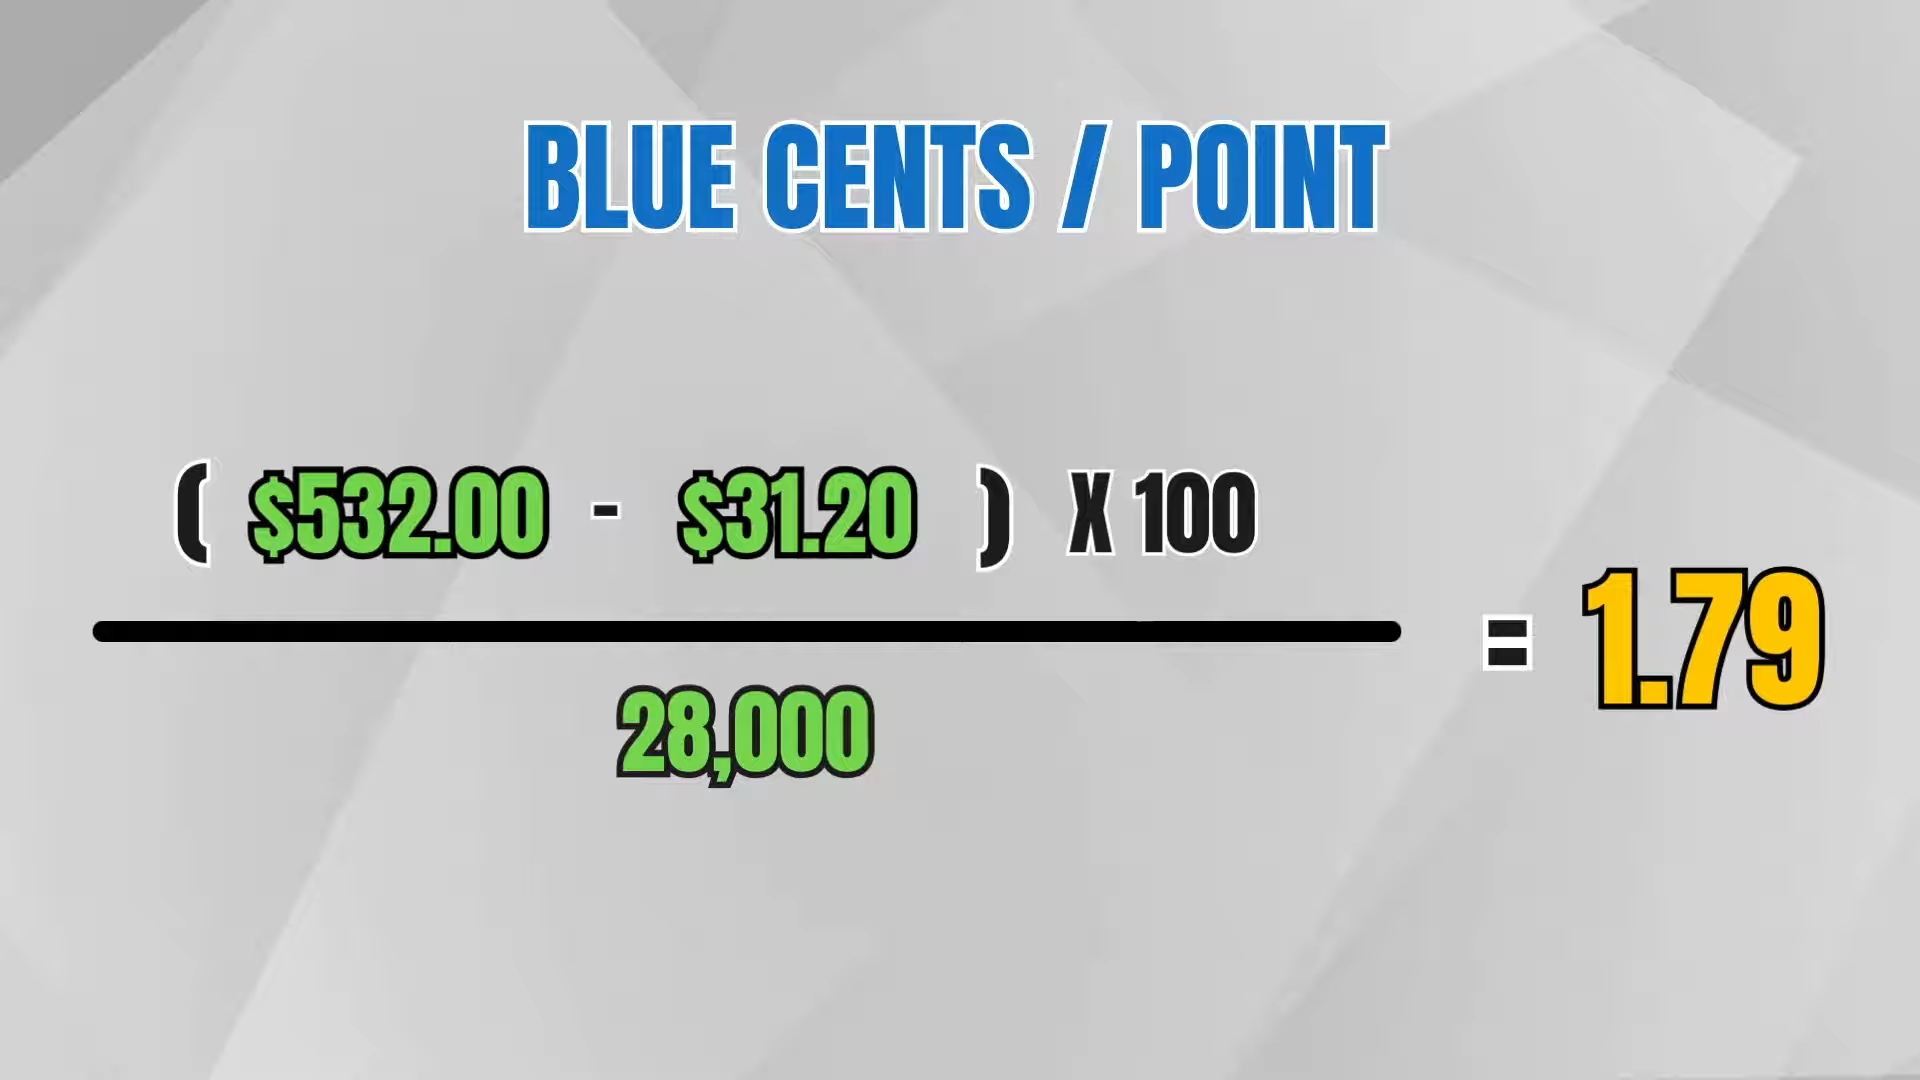 BLUE CENTS / POINT
( $532.00 - $31.20 ) X 100
28,000
= 1.79